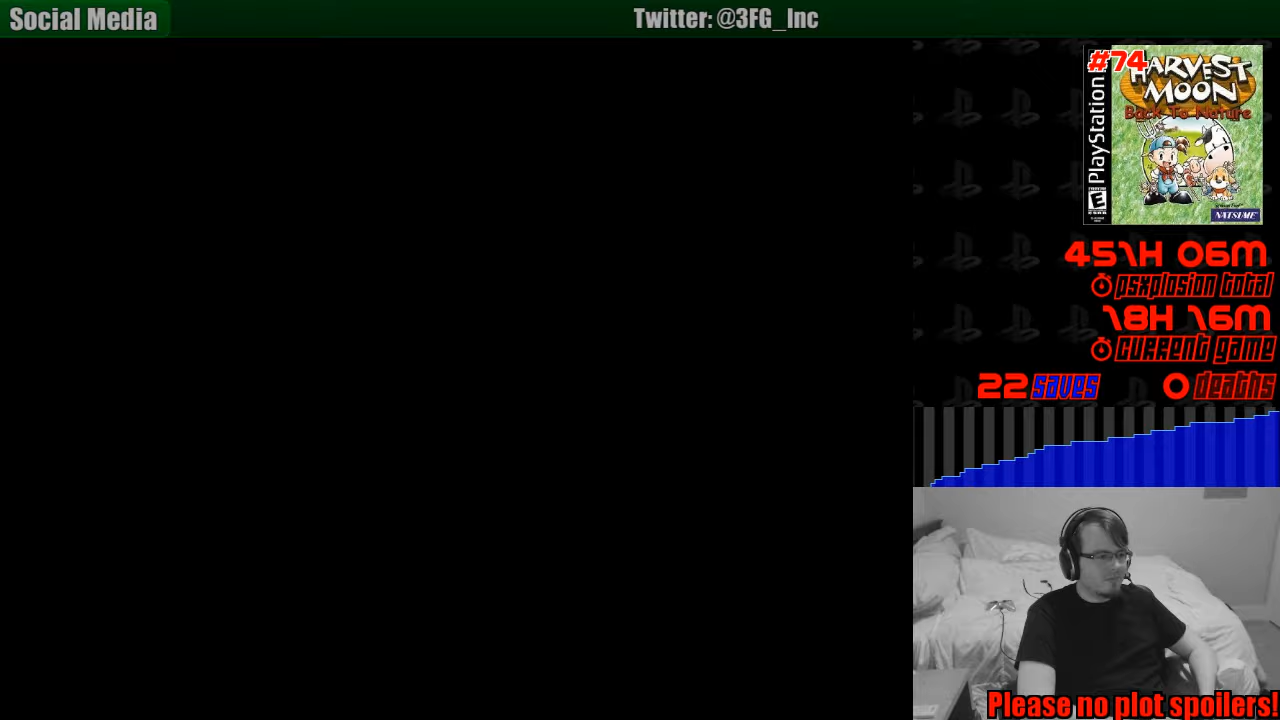 Social Media
Twitter: @3FG_Inc
#74
HARVEST
MOON
Back To Nature
PlayStation
E
NATSUME
451H 06M
psxplosion total
18H 16M
current game
22 saves 0 deaths
Please no plot spoilers!